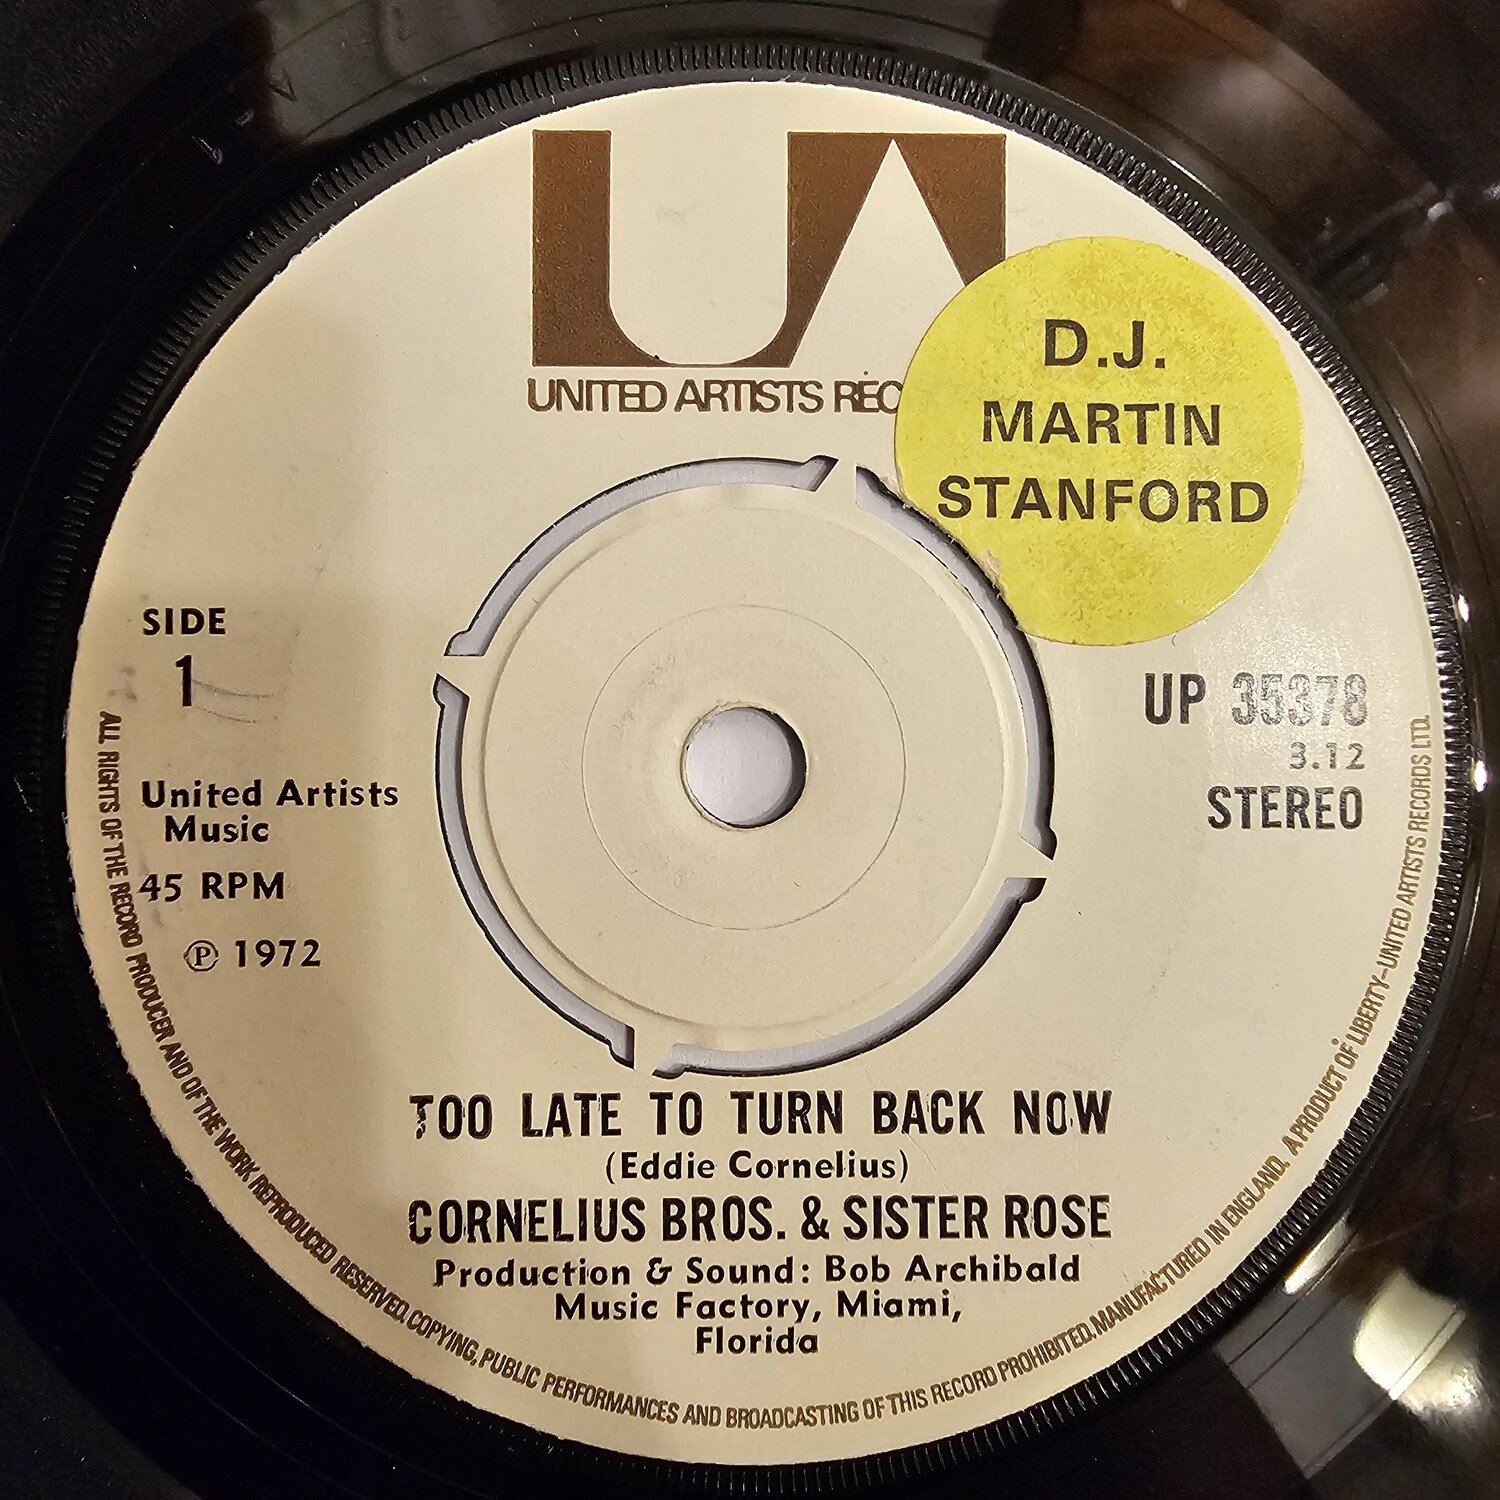 UA
UNITED ARTISTS REC
D.J.
MARTIN
STANFORD
SIDE
1
United Artists
Music
45 RPM
℗ 1972
UP 35378
3.12
STEREO
TOO LATE TO TURN BACK NOW
(Eddie Cornelius)
CORNELIUS BROS. & SISTER ROSE
Production & Sound: Bob Archibald
Music Factory, Miami,
Florida
ALL RIGHTS OF THE RECORD PRODUCER AND OF THE WORK REPRODUCED RESERVED. COPYING, PUBLIC PERFORMANCES AND BROADCASTING OF THIS RECORD PROHIBITED. MANUFACTURED IN ENGLAND. A PRODUCT OF LIBERTY-UNITED ARTISTS RECORDS LTD.